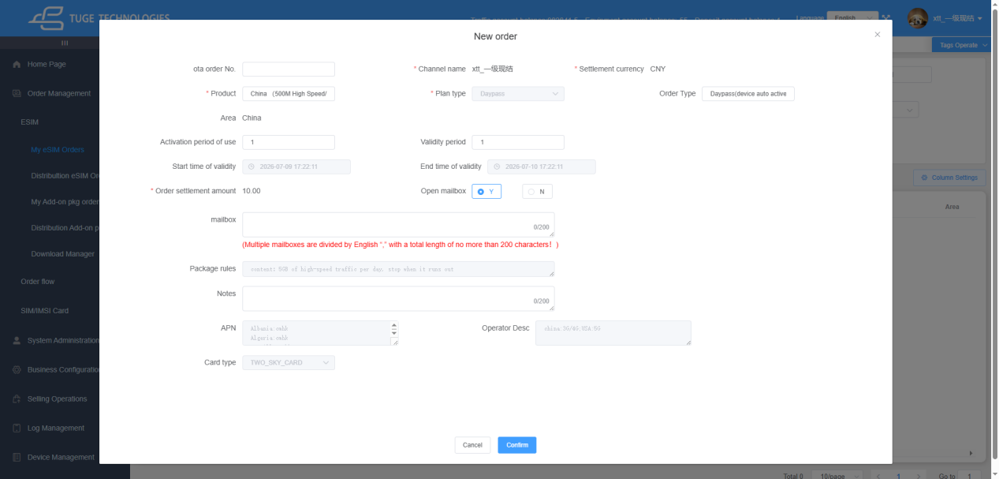 TUGE TECHNOLOGIES
Language
English
xtt_一级现结
Tags Operate
Home Page
Order Management
ESIM
My eSIM Orders
Distribultion eSIM Or
My Add-on pkg order
Distribution Add-on p
Download Manager
Order flow
SIM/IMSI Card
System Administration
Business Configuratio
Selling Operations
Log Management
Device Management
New order
ota order No.
* Channel name xtt_一级现结
* Settlement currency CNY
* Product China （500M High Speed/
* Plan type Daypass
Order Type Daypass(device auto active
Area China
Activation period of use 1
Validity period 1
Start time of validity 2026-07-09 17:22:11
End time of validity 2026-07-10 17:22:11
* Order settlement amount 10.00
Open mailbox Y N
mailbox
0/200
(Multiple mailboxes are divided by English “,” with a total length of no more than 200 characters！)
Package rules content: 5GB of high-speed traffic per day, stop when it runs out
Notes
0/200
APN Albania:cmhk
Algeria:cmhk
Operator Desc china:3G/4G;USA:5G
Card type TWO_SKY_CARD
Cancel Confirm
Column Settings
Area
Total 0 10/page 1 Go to 1